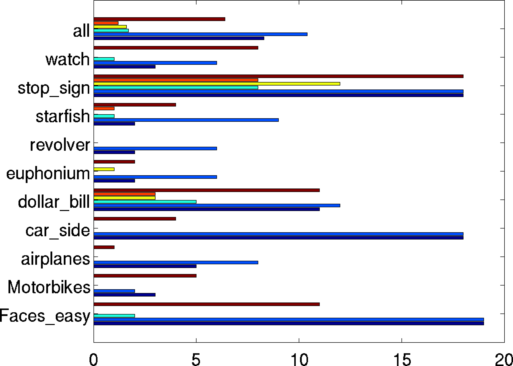 all
watch
stop_sign
starfish
revolver
euphonium
dollar_bill
car_side
airplanes
Motorbikes
Faces_easy
0 5 10 15 20